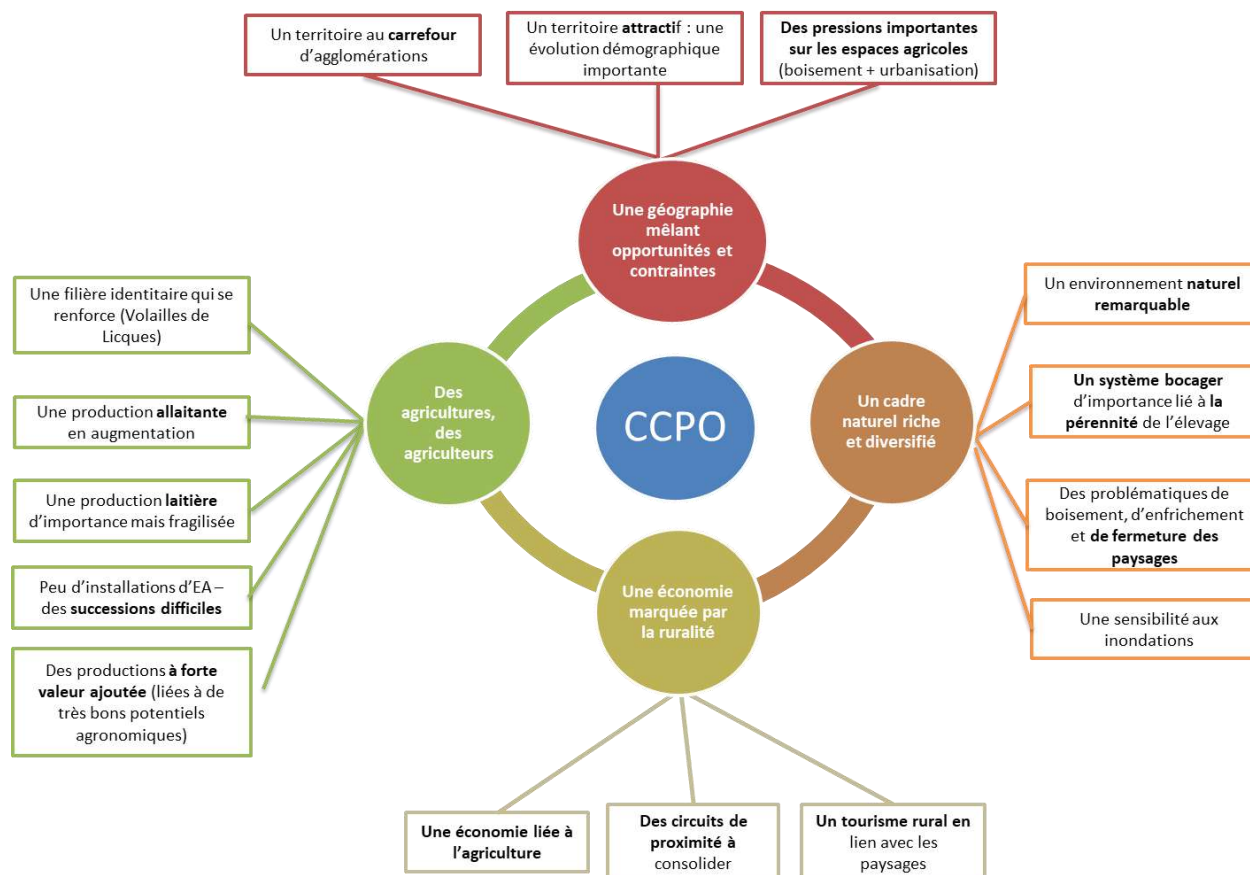 Un territoire au carrefour
d'agglomérations
Un territoire attractif : une
évolution démographique
importante
Des pressions importantes
sur les espaces agricoles
(boisement + urbanisation)
Une géographie
mêlant
opportunités et
contraintes
Une filière identitaire qui se
renforce (Volailles de
Licques)
Une production allaitante
en augmentation
Une production laitière
d'importance mais fragilisée
Peu d'installations d'EA –
des successions difficiles
Des productions à forte
valeur ajoutée (liées à de
très bons potentiels
agronomiques)
Des
agricultures,
des
agriculteurs
CCPO
Un cadre
naturel riche
et diversifié
Un environnement naturel
remarquable
Un système bocager
d'importance lié à la
pérennité de l'élevage
Des problématiques de
boisement, d'enfrichement
et de fermeture des
paysages
Une sensibilité aux
inondations
Une économie
marquée par
la ruralité
Une économie liée à
l'agriculture
Des circuits de
proximité à
consolider
Un tourisme rural en
lien avec les
paysages